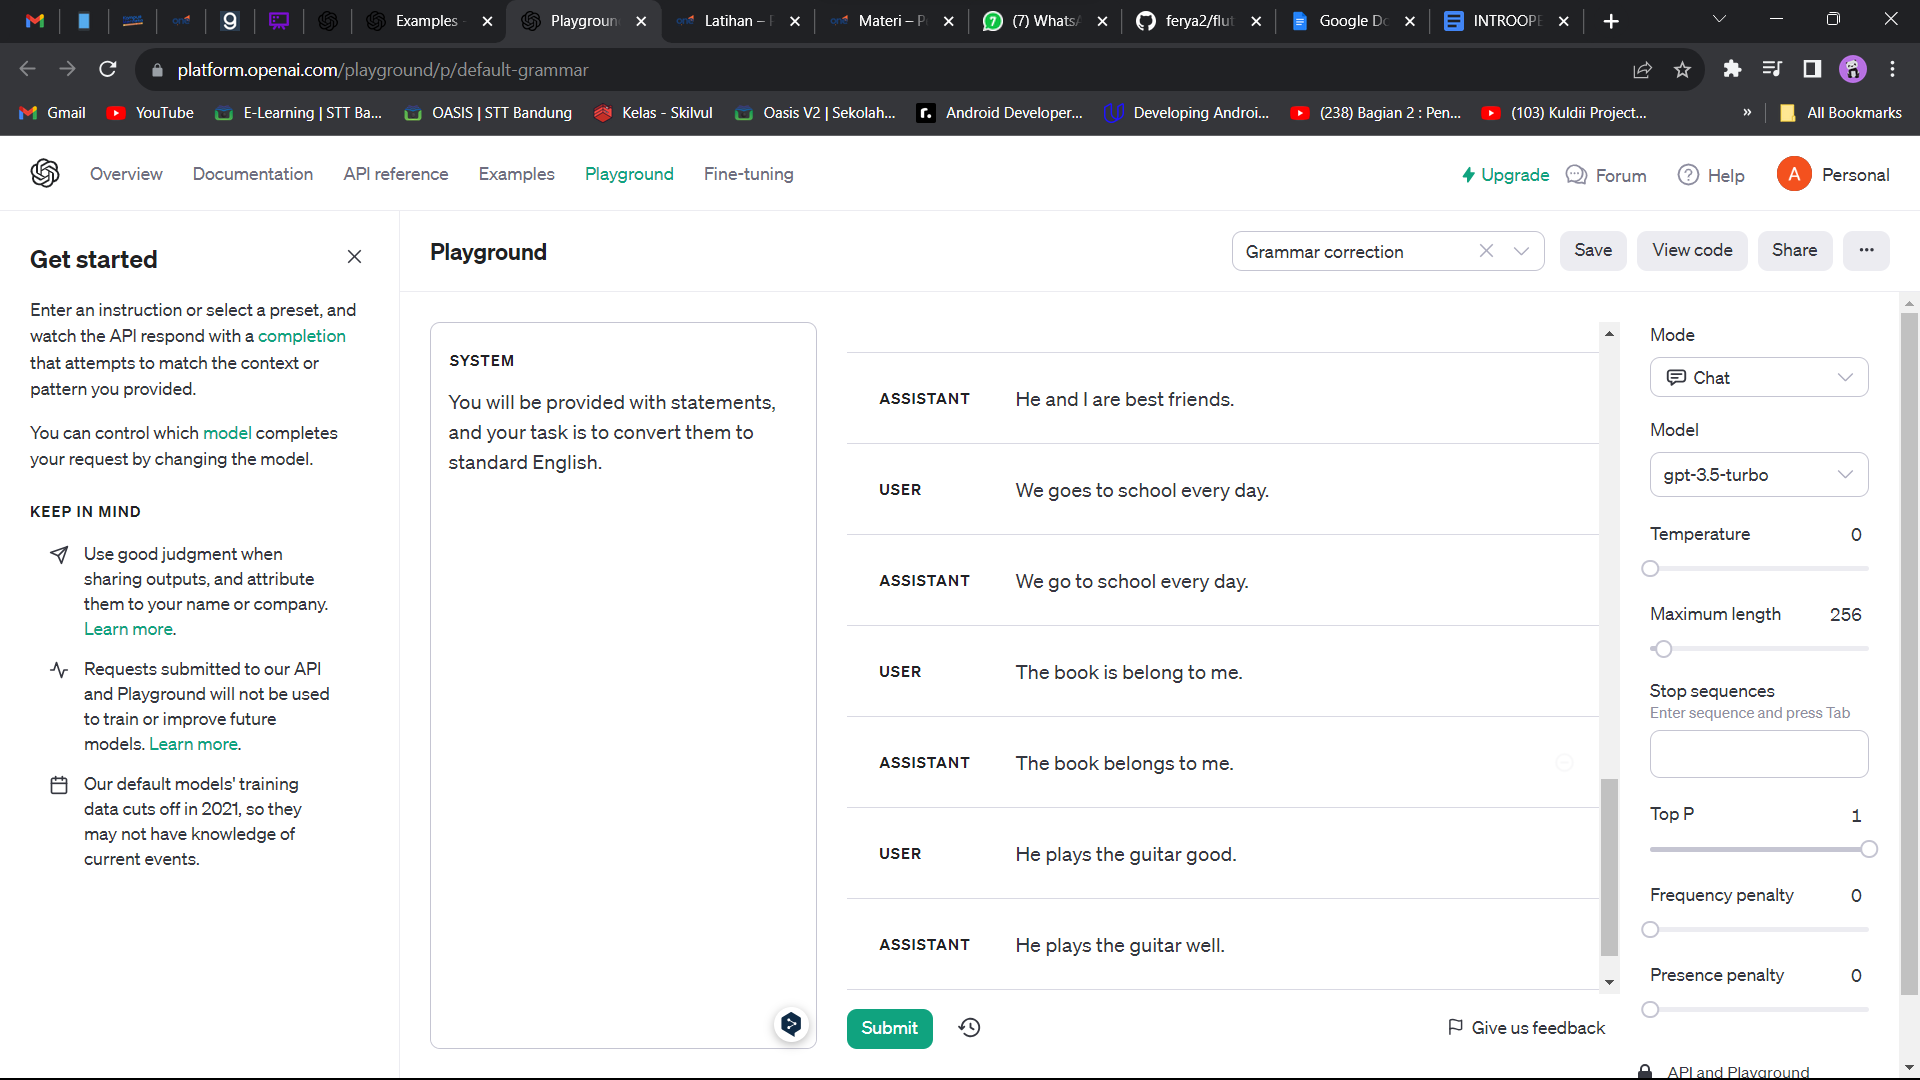 Examples
Playgroun
Latihan –
Materi – P
(7) Whats
ferya2/flut
Google Do
INTROOPE
platform.openai.com/playground/p/default-grammar
Gmail
YouTube
E-Learning | STT Ba...
OASIS | STT Bandung
Kelas - Skilvul
Oasis V2 | Sekolah...
Android Developer...
Developing Androi...
(238) Bagian 2 : Pen...
(103) Kuldii Project...
»
All Bookmarks
Overview
Documentation
API reference
Examples
Playground
Fine-tuning
Upgrade
Forum
Help
A
Personal
Get started
Enter an instruction or select a preset, and
watch the API respond with a completion
that attempts to match the context or
pattern you provided.
You can control which model completes
your request by changing the model.
KEEP IN MIND
Use good judgment when
sharing outputs, and attribute
them to your name or company.
Learn more.
Requests submitted to our API
and Playground will not be used
to train or improve future
models. Learn more.
Our default models' training
data cuts off in 2021, so they
may not have knowledge of
current events.
Playground
Grammar correction
Save
View code
Share
...
SYSTEM
You will be provided with statements,
and your task is to convert them to
standard English.
ASSISTANT He and I are best friends.
USER We goes to school every day.
ASSISTANT We go to school every day.
USER The book is belong to me.
ASSISTANT The book belongs to me.
USER He plays the guitar good.
ASSISTANT He plays the guitar well.
Submit
Give us feedback
Mode
Chat
Model
gpt-3.5-turbo
Temperature 0
Maximum length 256
Stop sequences
Enter sequence and press Tab
Top P 1
Frequency penalty 0
Presence penalty 0
API and Playground